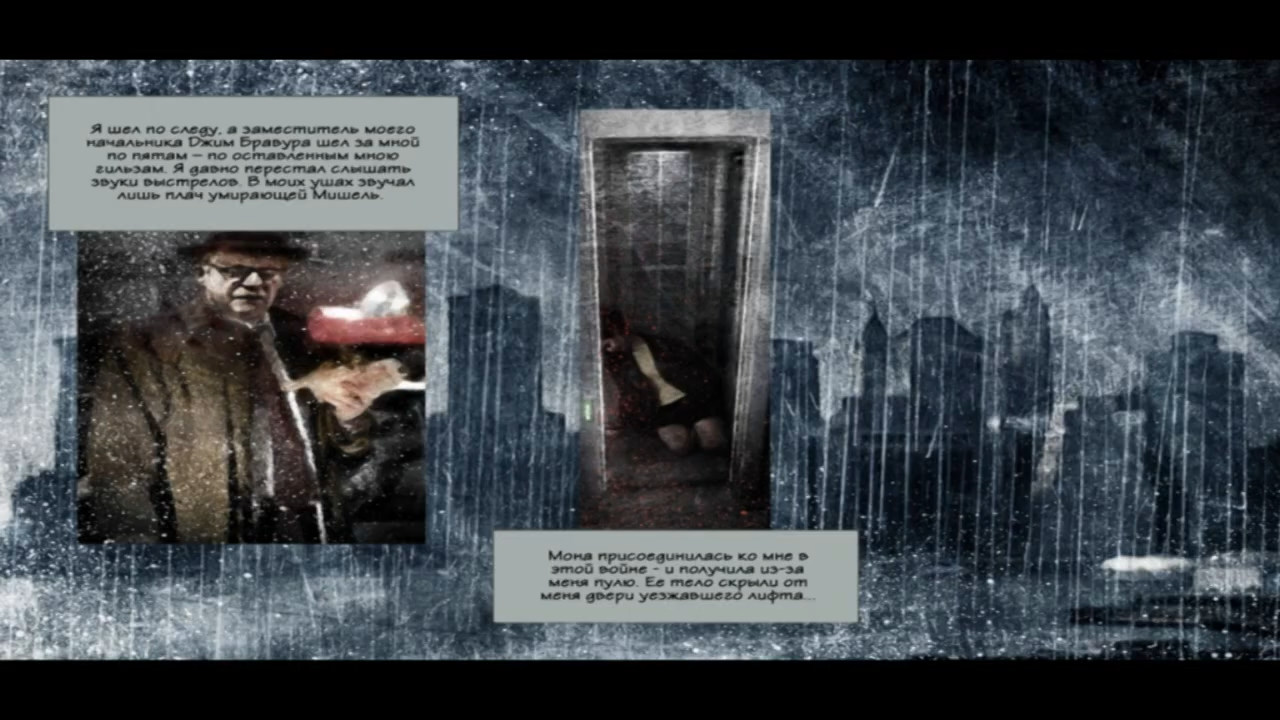 Я шел по следу, а заместитель моего
начальника Джим Бравура шел за мной
по пятам – по оставленным мною
гильзам. Я давно перестал слышать
звуки выстрелов. В моих ушах звучал
лишь плач умирающей Мишель.
Мона присоединилась ко мне в
этой войне - и получила из-за
меня пулю. Ее тело скрыли от
меня двери уезжавшего лифта...